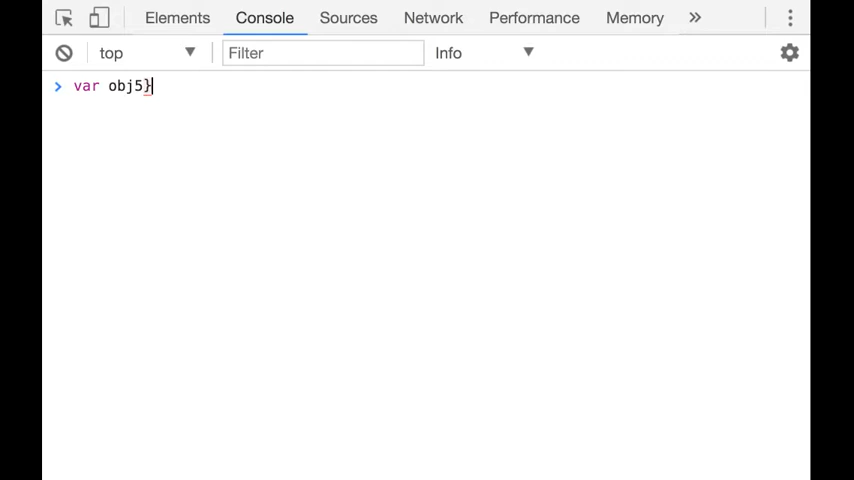 Elements Console Sources Network Performance Memory »
top Filter Info
> var obj5}